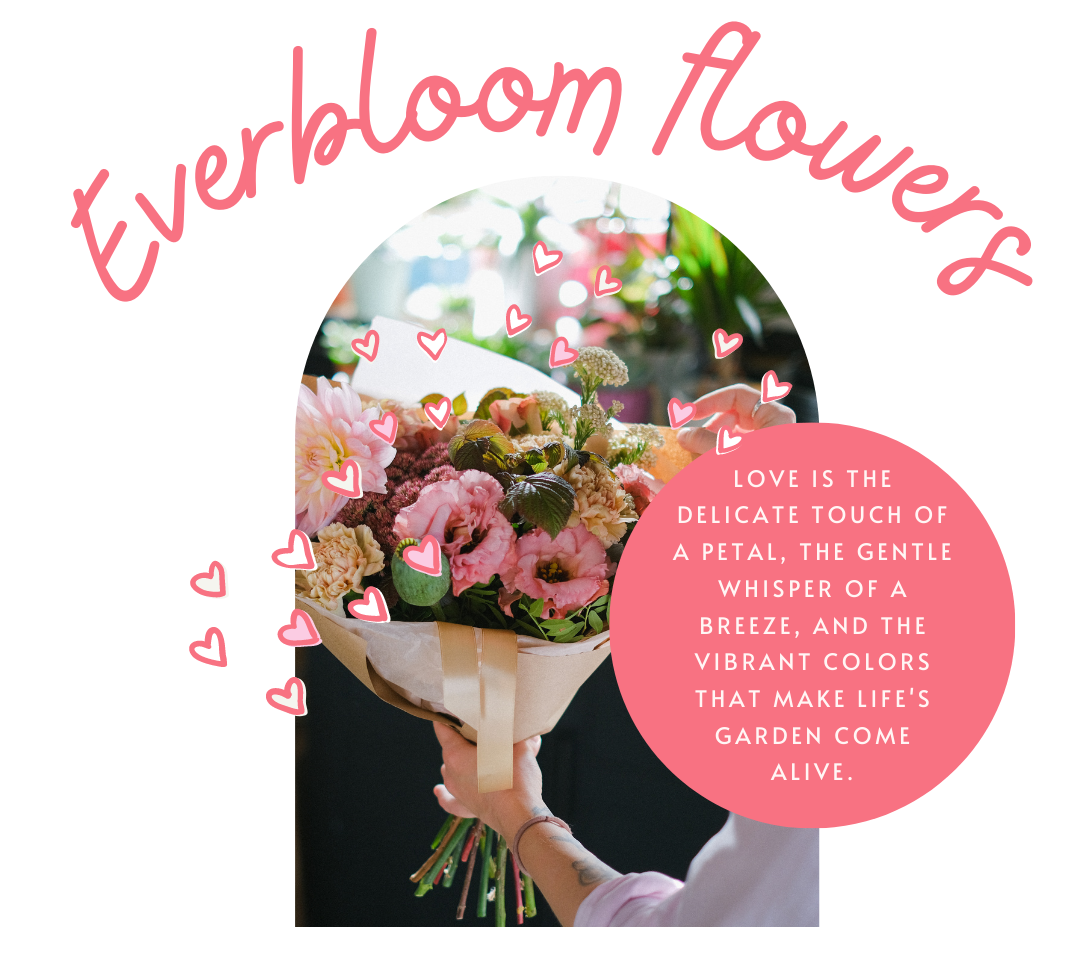 Everbloom flowers
LOVE IS THE
DELICATE TOUCH OF
A PETAL, THE GENTLE
WHISPER OF A
BREEZE, AND THE
VIBRANT COLORS
THAT MAKE LIFE'S
GARDEN COME
ALIVE.